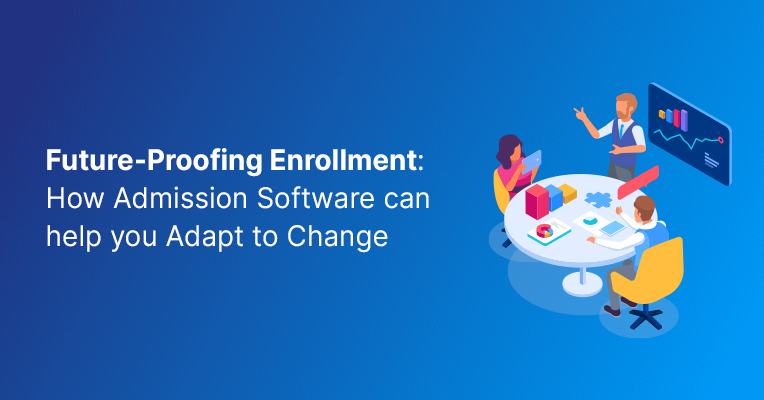 Future-Proofing Enrollment:
How Admission Software can
help you Adapt to Change